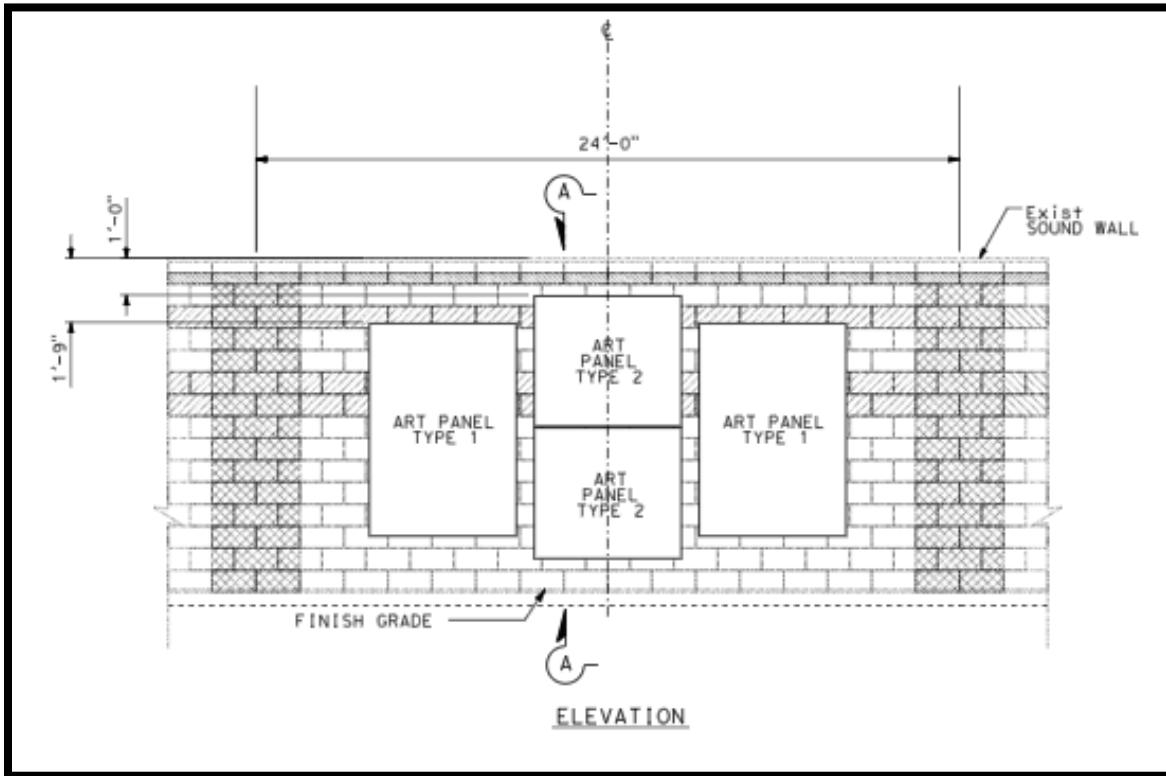 ℄
24'-0"
A
1'-0"
Exist
SOUND WALL
1'-9"
ART
PANEL
TYPE 2
ART PANEL
TYPE 1
ART PANEL
TYPE 1
ART
PANEL
TYPE 2
FINISH GRADE
A
ELEVATION